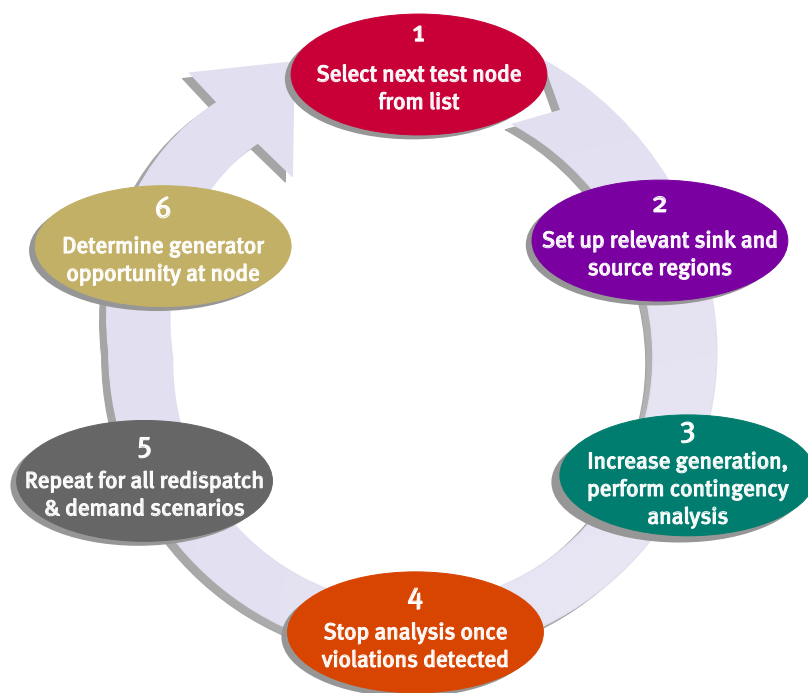 1
Select next test node
from list
2
Set up relevant sink and
source regions
3
Increase generation,
perform contingency
analysis
4
Stop analysis once
violations detected
5
Repeat for all redispatch
& demand scenarios
6
Determine generator
opportunity at node